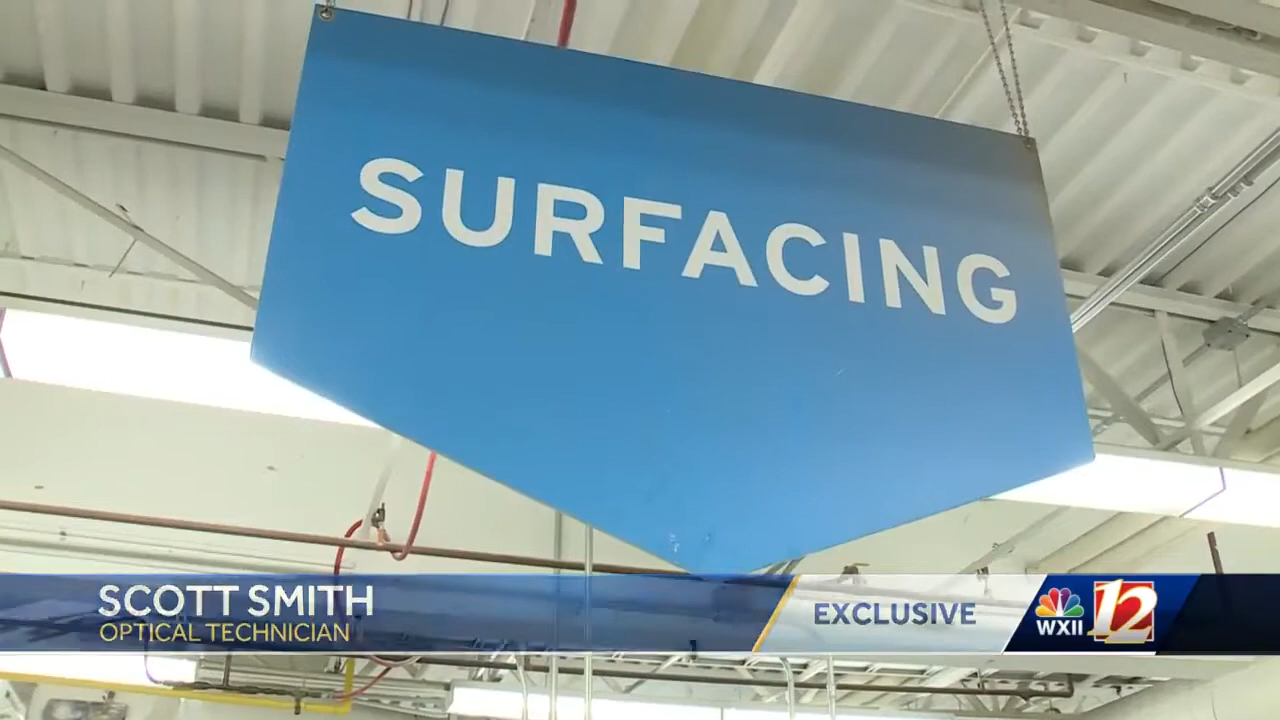 SURFACING
SCOTT SMITH
OPTICAL TECHNICIAN
EXCLUSIVE
WXII 12